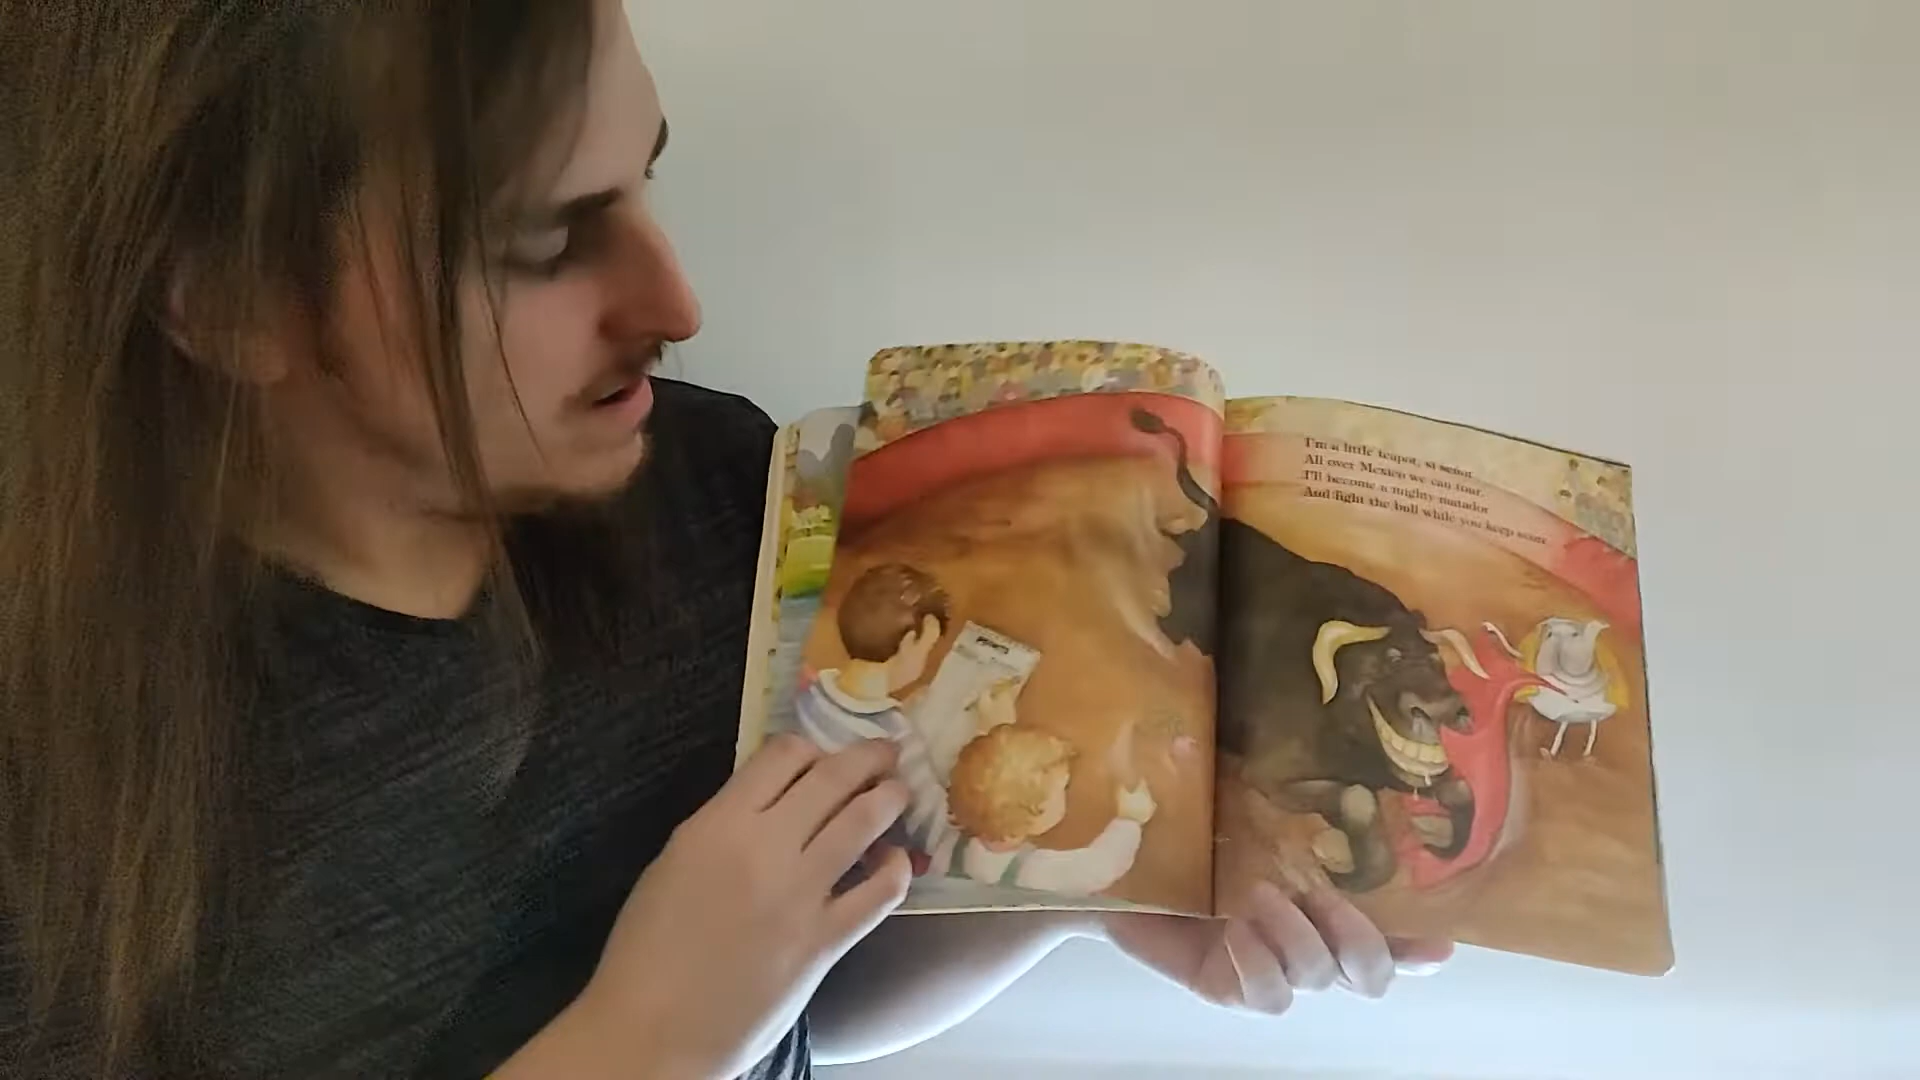 I'm a little teapot, si señor
All over Mexico we can tour.
I'll become a mighty matador
And fight the bull while you keep score